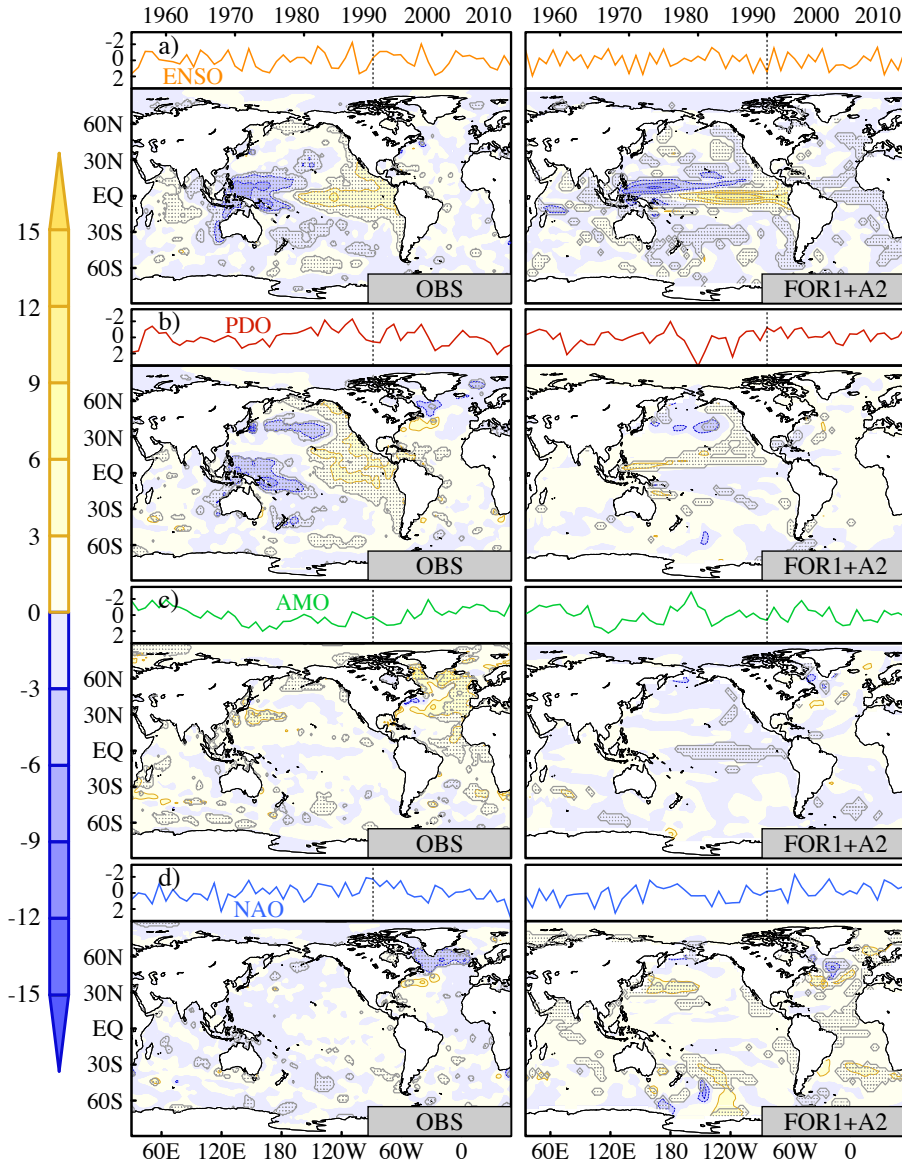 1960 1970 1980 1990 2000 2010 1960 1970 1980 1990 2000 2010
-2
0
2
a)
ENSO
60N
30N
EQ
30S
60S
OBS
FOR1+A2
-2
0
2
b)
PDO
60N
30N
EQ
30S
60S
OBS
FOR1+A2
-2
0
2
c)
AMO
60N
30N
EQ
30S
60S
OBS
FOR1+A2
-2
0
2
d)
NAO
60N
30N
EQ
30S
60S
OBS
FOR1+A2
60E 120E 180 120W 60W 0 60E 120E 180 120W 60W 0
15
12
9
6
3
0
-3
-6
-9
-12
-15